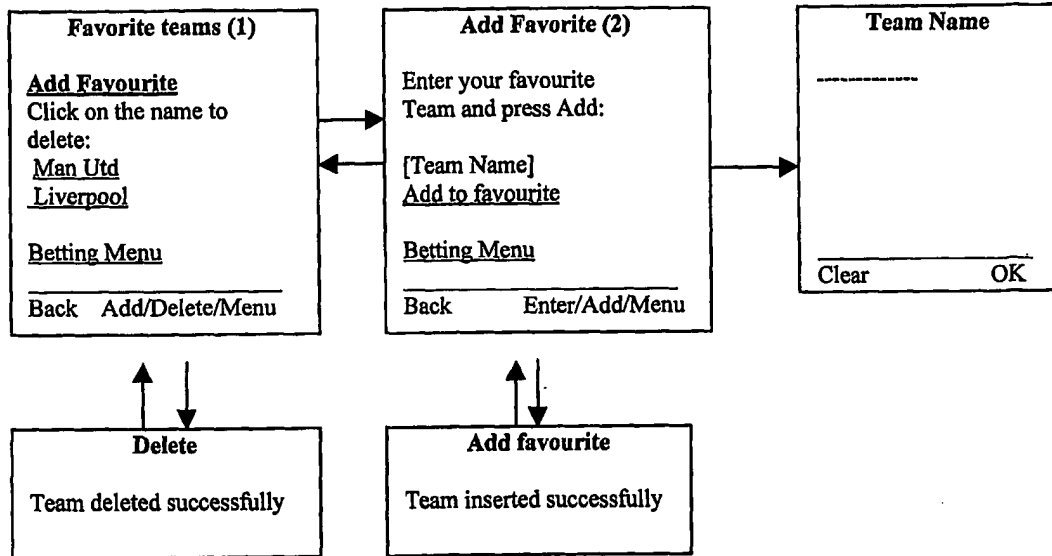 Favorite teams (1)
Add Favourite
Click on the name to
delete:
Man Utd
Liverpool
Betting Menu
Back Add/Delete/Menu
Add Favorite (2)
Enter your favourite
Team and press Add:
[Team Name]
Add to favourite
Betting Menu
Back Enter/Add/Menu
Team Name
-------------
Clear OK
Delete
Team deleted successfully
Add favourite
Team inserted successfully